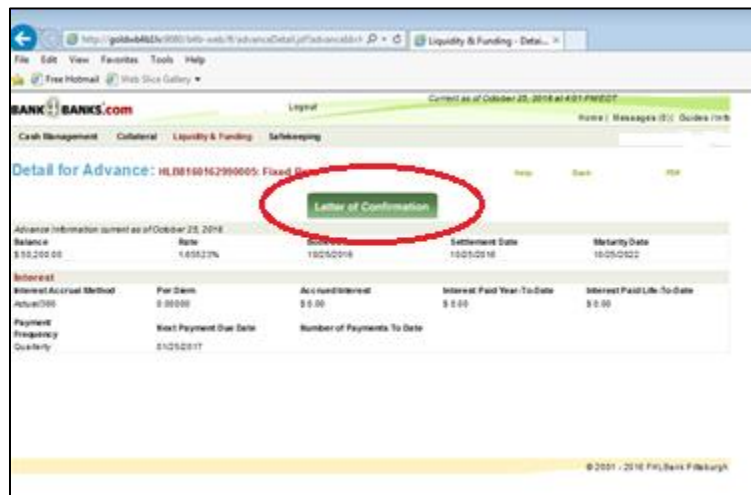 Liquidity & Funding - Detai... ×
File Edit View Favorites Tools Help
Free Hotmail Web Slice Gallery
BANK BANKS.com
Logout
Current as of October 25, 2016 at 4:01 PM EDT
Home | Messages (0) | Guides / Info
Cash Management Collateral Liquidity & Funding Safekeeping
Detail for Advance: Fixed
Help Back PDF
Letter of Confirmation
Advance Information current as of October 25, 2016
Balance Rate Settlement Date Maturity Date
10/25/2016 10/25/2016 10/25/2022
Interest
Interest Accrual Method Per Diem Accrued Interest Interest Paid Year-To-Date Interest Paid Life-To-Date
Actual/360 0.00000 $ 0.00 $ 0.00 $ 0.00
Payment
Frequency Next Payment Due Date Number of Payments To Date
Quarterly 01/25/2017
© 2001 - 2016 FHLBank Pittsburgh